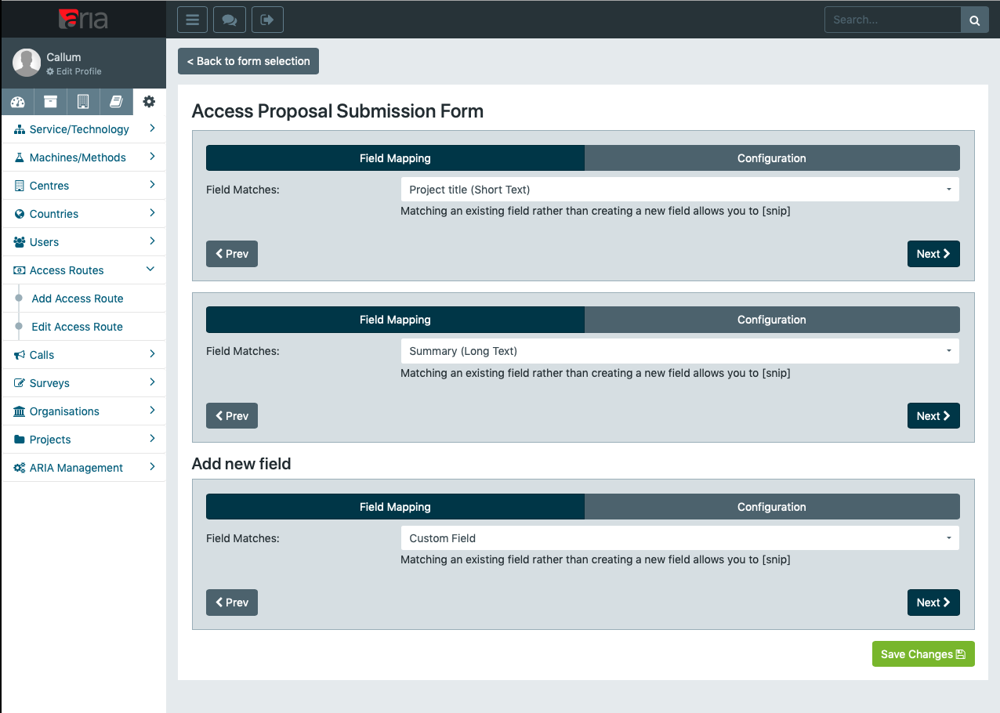 aria
Search...
Callum
Edit Profile
< Back to form selection
Service/Technology
Machines/Methods
Centres
Countries
Users
Access Routes
Add Access Route
Edit Access Route
Calls
Surveys
Organisations
Projects
ARIA Management
Access Proposal Submission Form
Field Mapping Configuration
Field Matches: Project title (Short Text)
Matching an existing field rather than creating a new field allows you to [snip]
Prev Next
Field Mapping Configuration
Field Matches: Summary (Long Text)
Matching an existing field rather than creating a new field allows you to [snip]
Prev Next
Add new field
Field Mapping Configuration
Field Matches: Custom Field
Matching an existing field rather than creating a new field allows you to [snip]
Prev Next
Save Changes